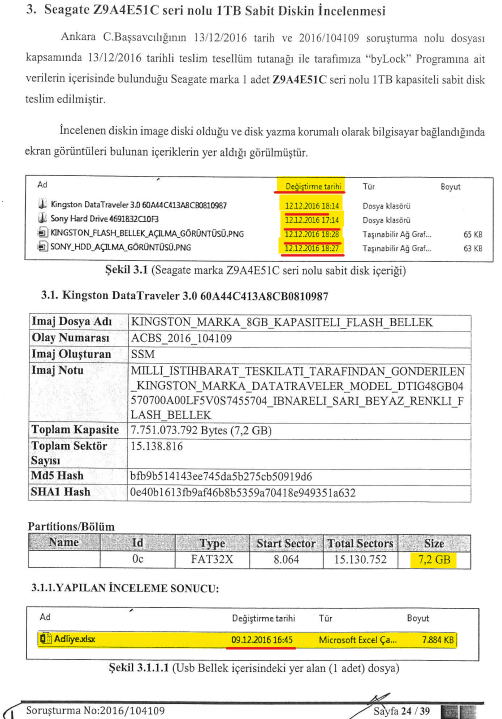 3. Seagate Z9A4E51C seri nolu 1TB Sabit Diskin İncelenmesi
Ankara C.Başsavcılığının 13/12/2016 tarih ve 2016/104109 soruşturma nolu dosyası
kapsamında 13/12/2016 tarihli teslim tesellüm tutanağı ile tarafımıza "byLock" Programına ait
verilerin içerisinde bulunduğu Seagate marka 1 adet Z9A4E51C seri nolu 1TB kapasiteli sabit disk
teslim edilmiştir.
İncelenen diskin image diski olduğu ve disk yazma korumalı olarak bilgisayar bağlandığında
ekran görüntüleri bulunan içeriklerin yer aldığı görülmüştür.
Ad Değiştirme tarihi Tür Boyut
Kingston DataTraveler 3.0 60A44C413A8CB0810987 12.12.2016 18:14 Dosya klasörü
Sony Hard Drive 4691832C10F3 12.12.2016 17:14 Dosya klasörü
KINGSTON_FLASH_BELLEK_AÇILMA_GÖRÜNTÜSÜ.PNG 12.12.2016 18:28 Taşınabilir Ağ Graf... 65 KB
SONY_HDD_AÇILMA_GÖRÜNTÜSÜ.PNG 12.12.2016 18:27 Taşınabilir Ağ Graf... 63 KB
Şekil 3.1 (Seagate marka Z9A4E51C seri nolu sabit disk içeriği)
3.1. Kingston DataTraveler 3.0 60A44C413A8CB0810987
İmaj Dosya Adı KINGSTON_MARKA_8GB_KAPASITELI_FLASH_BELLEK
Olay Numarası ACBS_2016_104109
İmaj Oluşturan SSM
İmaj Notu MILLI_ISTIHBARAT_TESKILATI_TARAFINDAN_GONDERILEN
_KINGSTON_MARKA_DATATRAVELER_MODEL_DTIG48GB04
570700A00LF5V0S7455704_IBNARELI_SARI_BEYAZ_RENKLI_F
LASH_BELLEK
Toplam Kapasite 7.751.073.792 Bytes (7,2 GB)
Toplam Sektör 15.138.816
Sayısı
Md5 Hash bfb9b514143ee745da5b275cb50919d6
SHA1 Hash 0e40b1613fb9af46b8b5359a70418e949351a632
Partitions/Bölüm
Name Id Type Start Sector Total Sectors Size
0c FAT32X 8.064 15.130.752 7,2 GB
3.1.1.YAPILAN İNCELEME SONUCU:
Ad Değiştirme tarihi Tür Boyut
Adliye.xlsx 09.12.2016 16:45 Microsoft Excel Ça... 7.884 KB
Şekil 3.1.1.1 (Usb Bellek içerisindeki yer alan (1 adet) dosya)
Soruşturma No:2016/104109 Sayfa 24 / 39